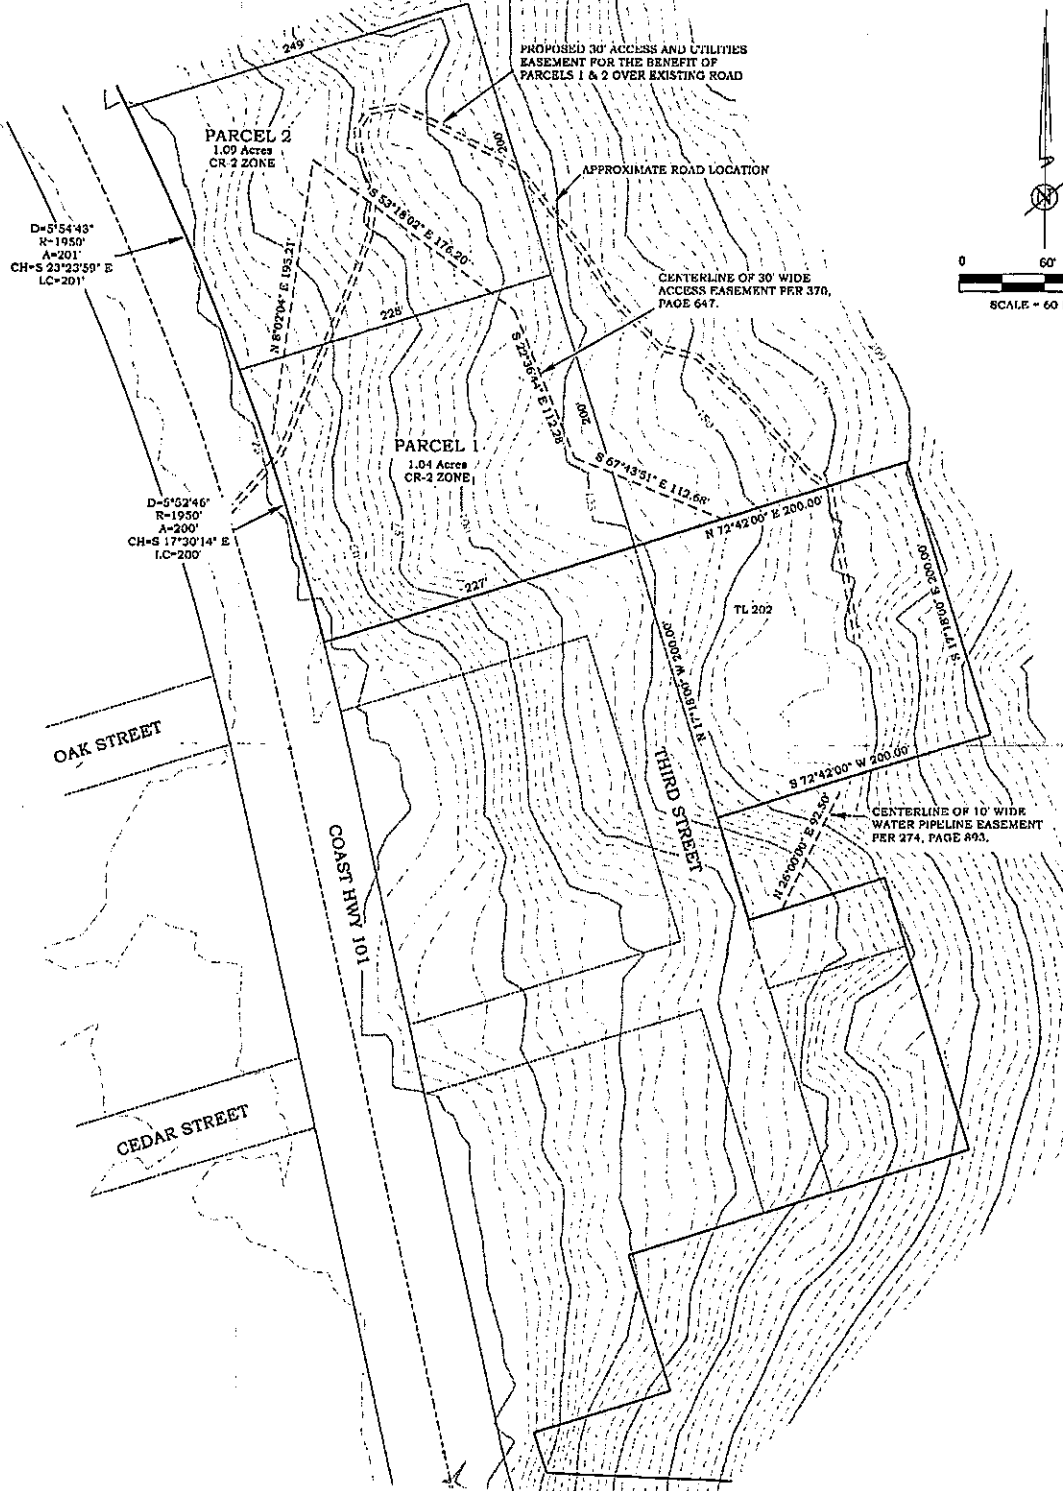 249'
PROPOSED 30' ACCESS AND UTILITIES
EASEMENT FOR THE BENEFIT OF
PARCELS 1 & 2 OVER EXISTING ROAD
PARCEL 2
1.09 Acres
CR-2 ZONE
200'
APPROXIMATE ROAD LOCATION
S 53°18'02" E 176.20'
N
D=5°54'43"
R=1950'
A=201'
CH=S 23°23'59" E
LC=201'
N 8°02'04" E 195.21'
0 60'
SCALE = 60
CENTERLINE OF 30' WIDE
ACCESS EASEMENT PER 370,
PAGE 647.
228'
S 22°36'44" E 112.28'
200'
PARCEL 1
1.04 Acres
CR-2 ZONE
S 67°43'51" E 112.68'
D=5°52'46"
R=1950'
A=200'
CH=S 17°30'14" E
LC=200'
N 72°42'00" E 200.00'
227'
TL 202
S 17°18'00" E 200.00'
N 17°18'00" W 200.00'
OAK STREET
THIRD STREET
S 72°42'00" W 200.00'
CENTERLINE OF 10' WIDE
WATER PIPELINE EASEMENT
PER 274, PAGE 893.
N 26°00'00" E 92.50'
COAST HWY 101
CEDAR STREET